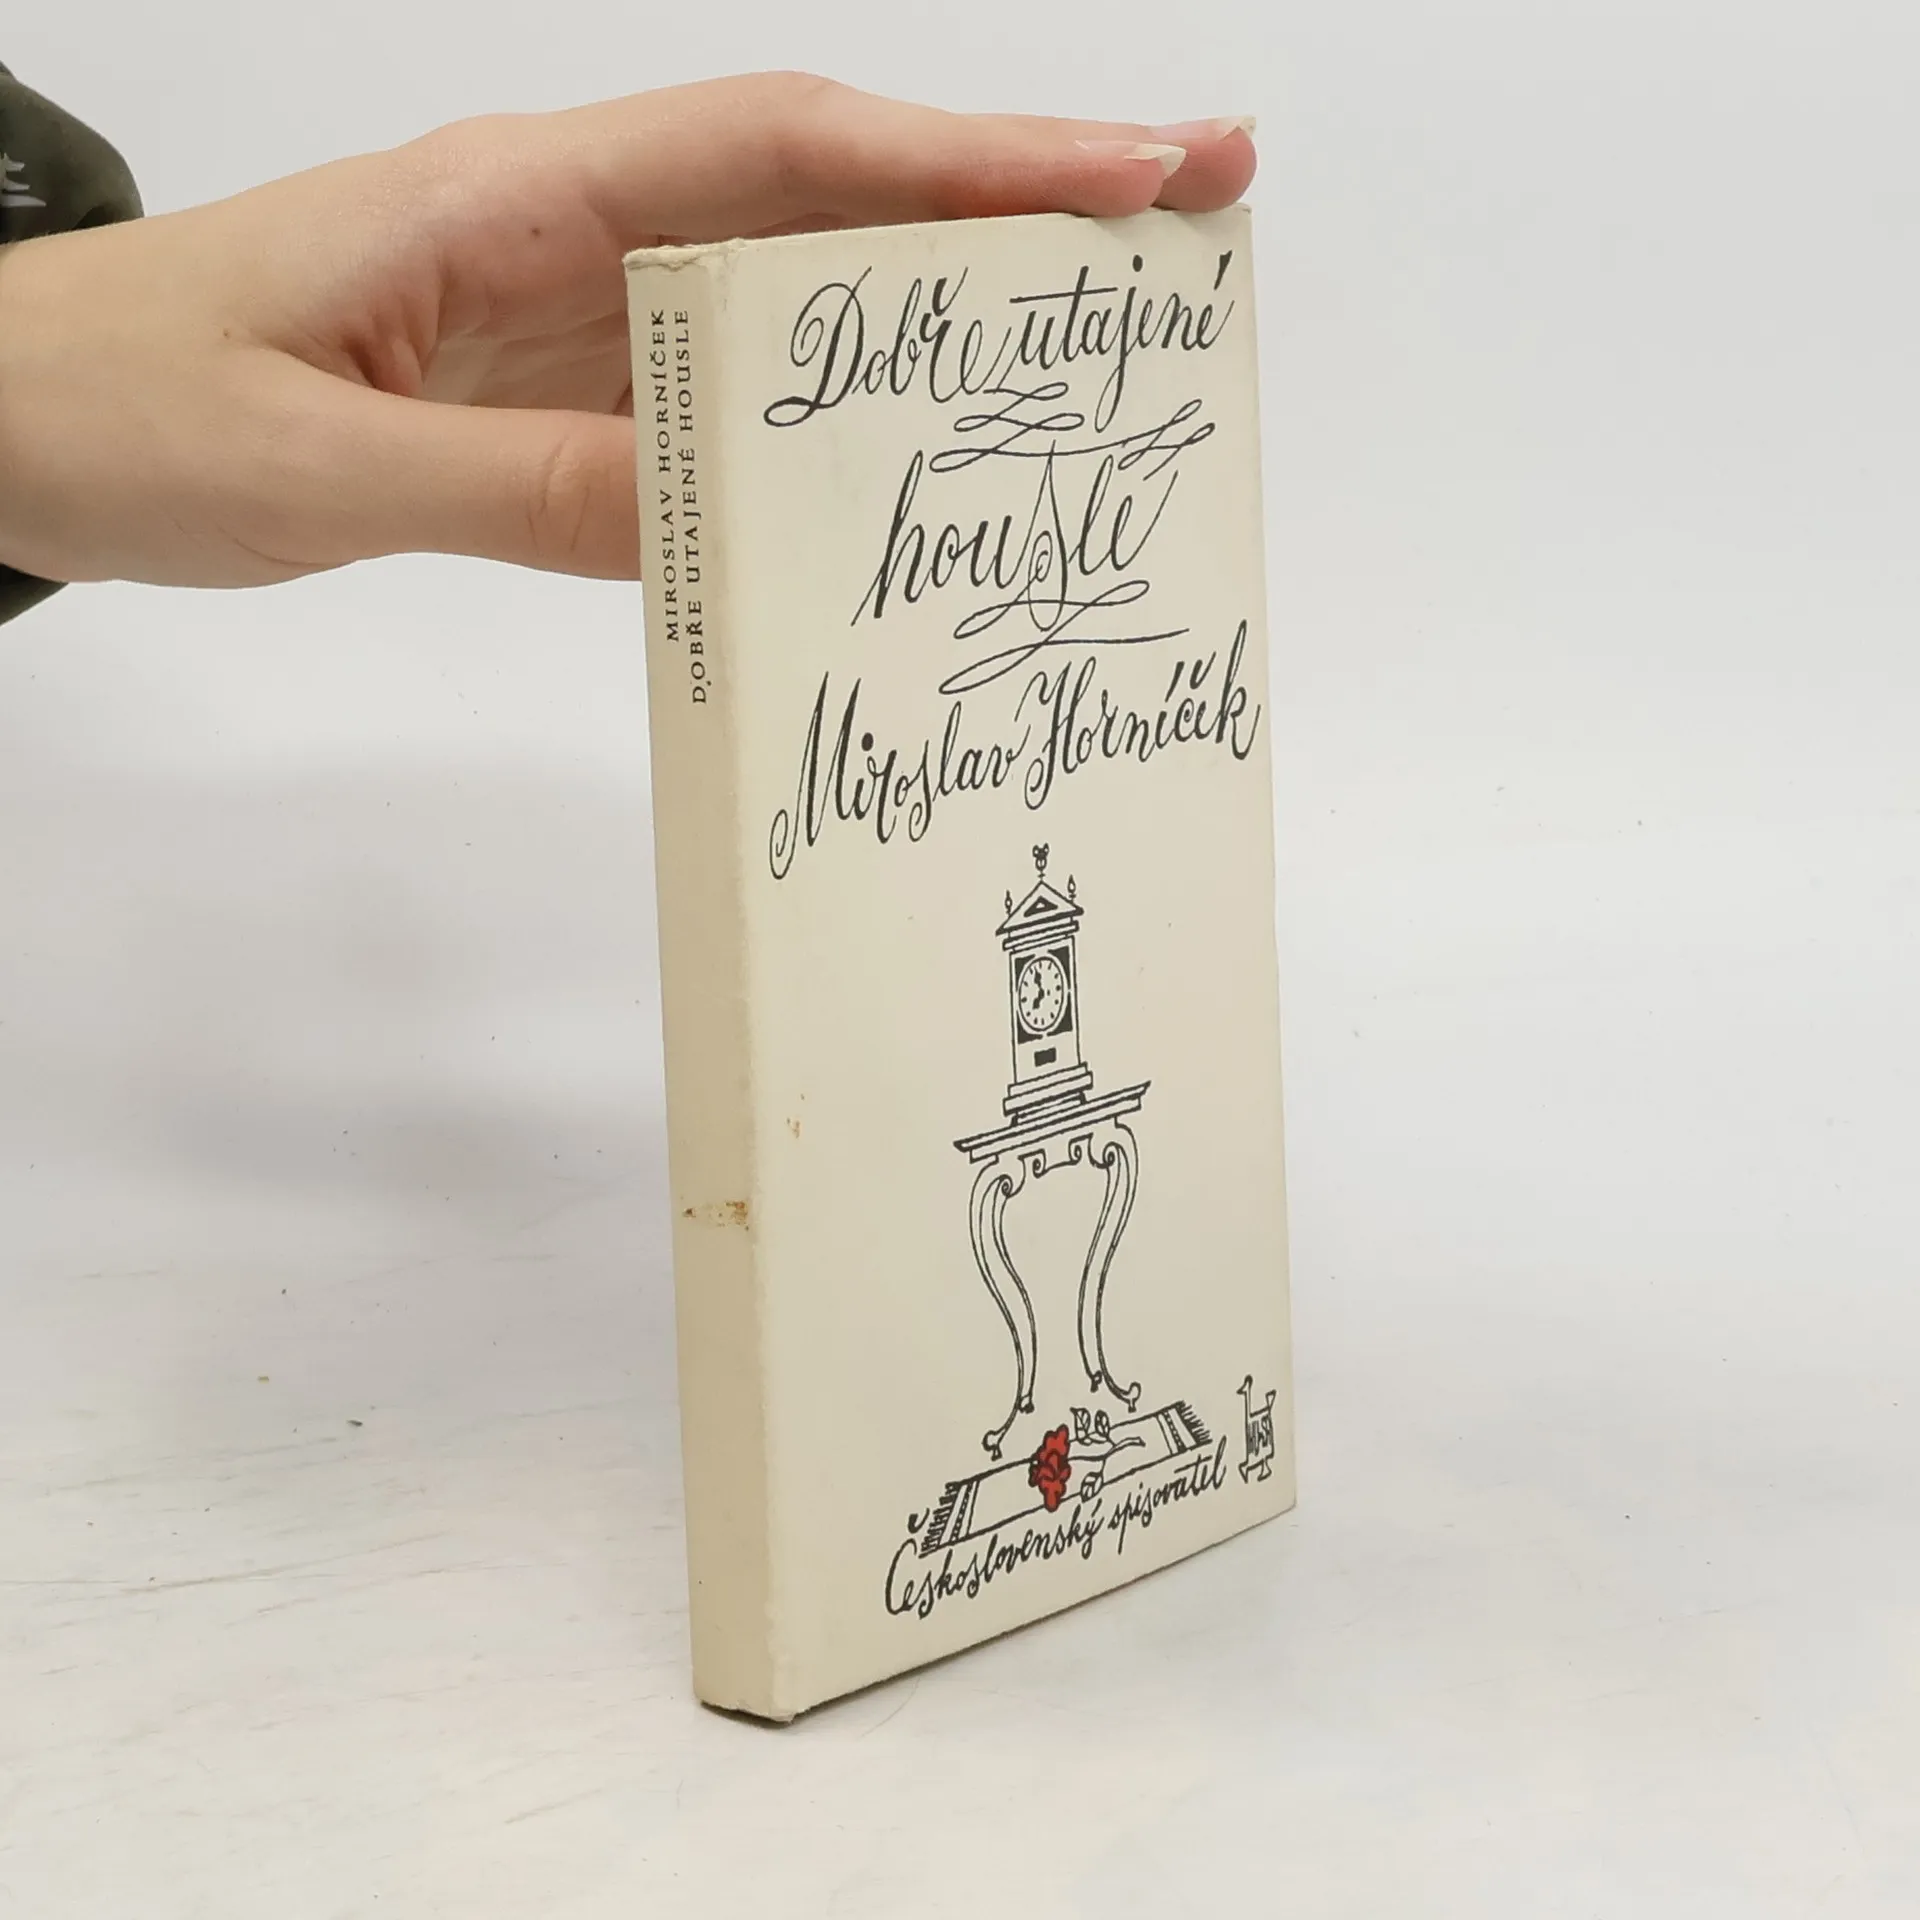 MIROSLAV HORNÍČEK
DOBŘE UTAJENÉ HOUSLE
Dobře utajené
housle
Miroslav Horníček
Československý spisovatel